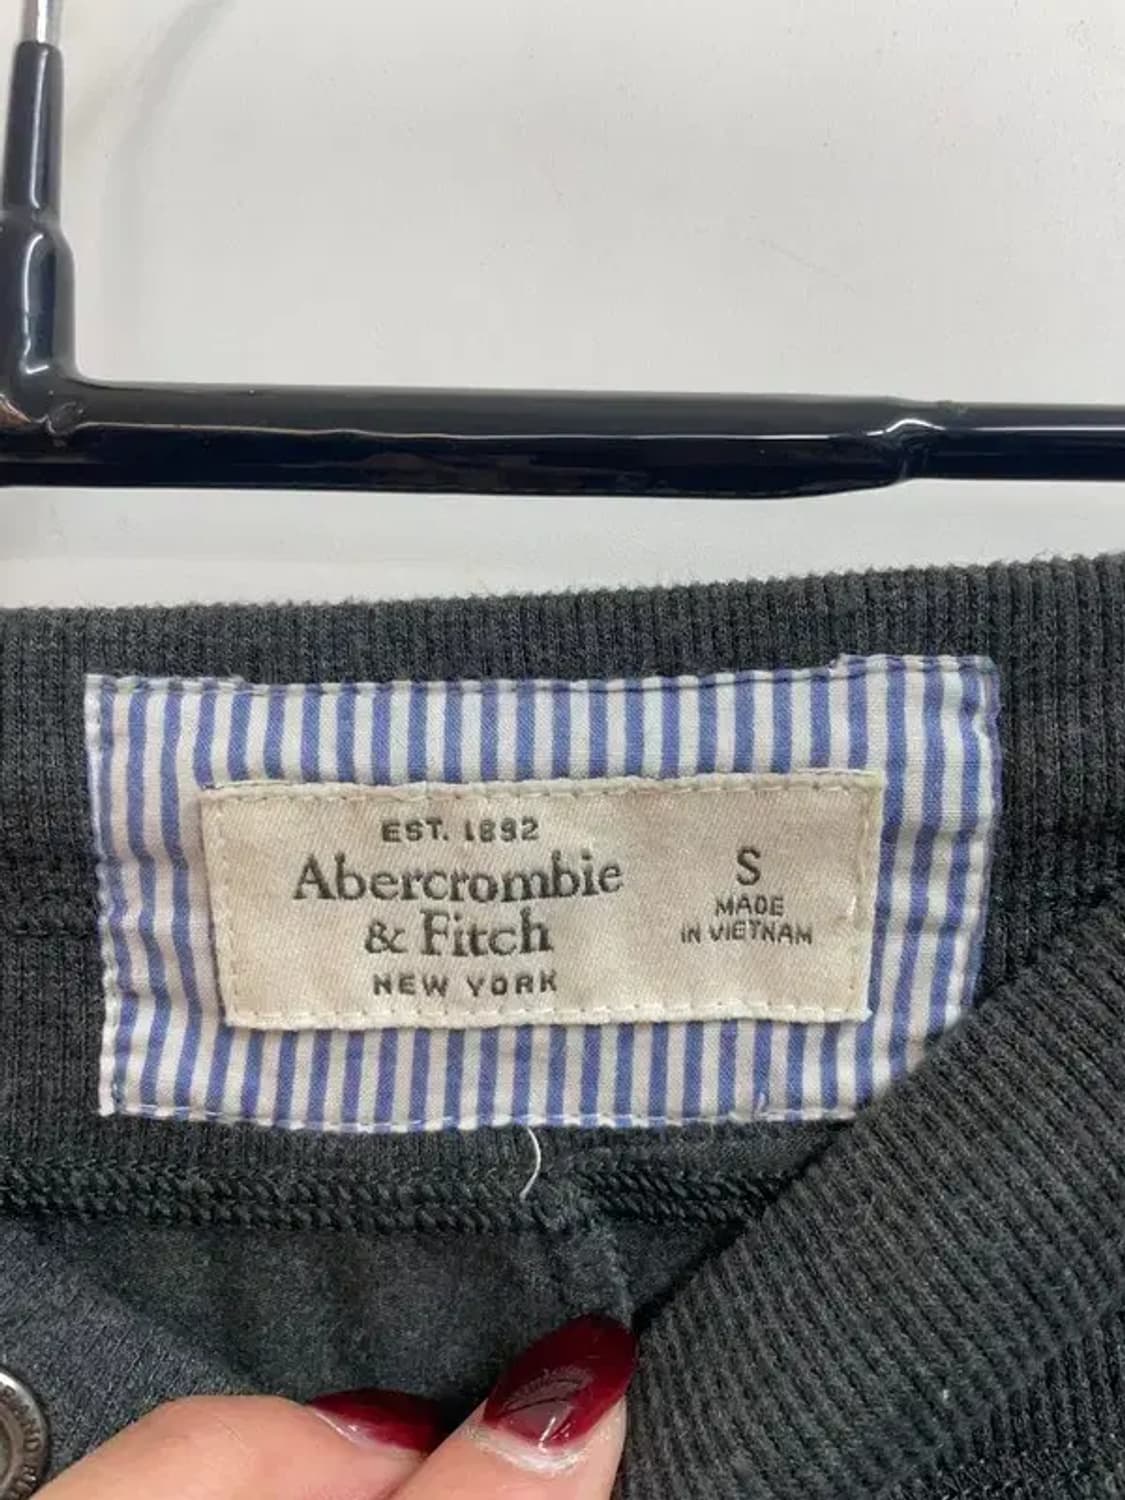 EST. 1892
Abercrombie
& Fitch
NEW YORK
S
MADE
IN VIETNAM